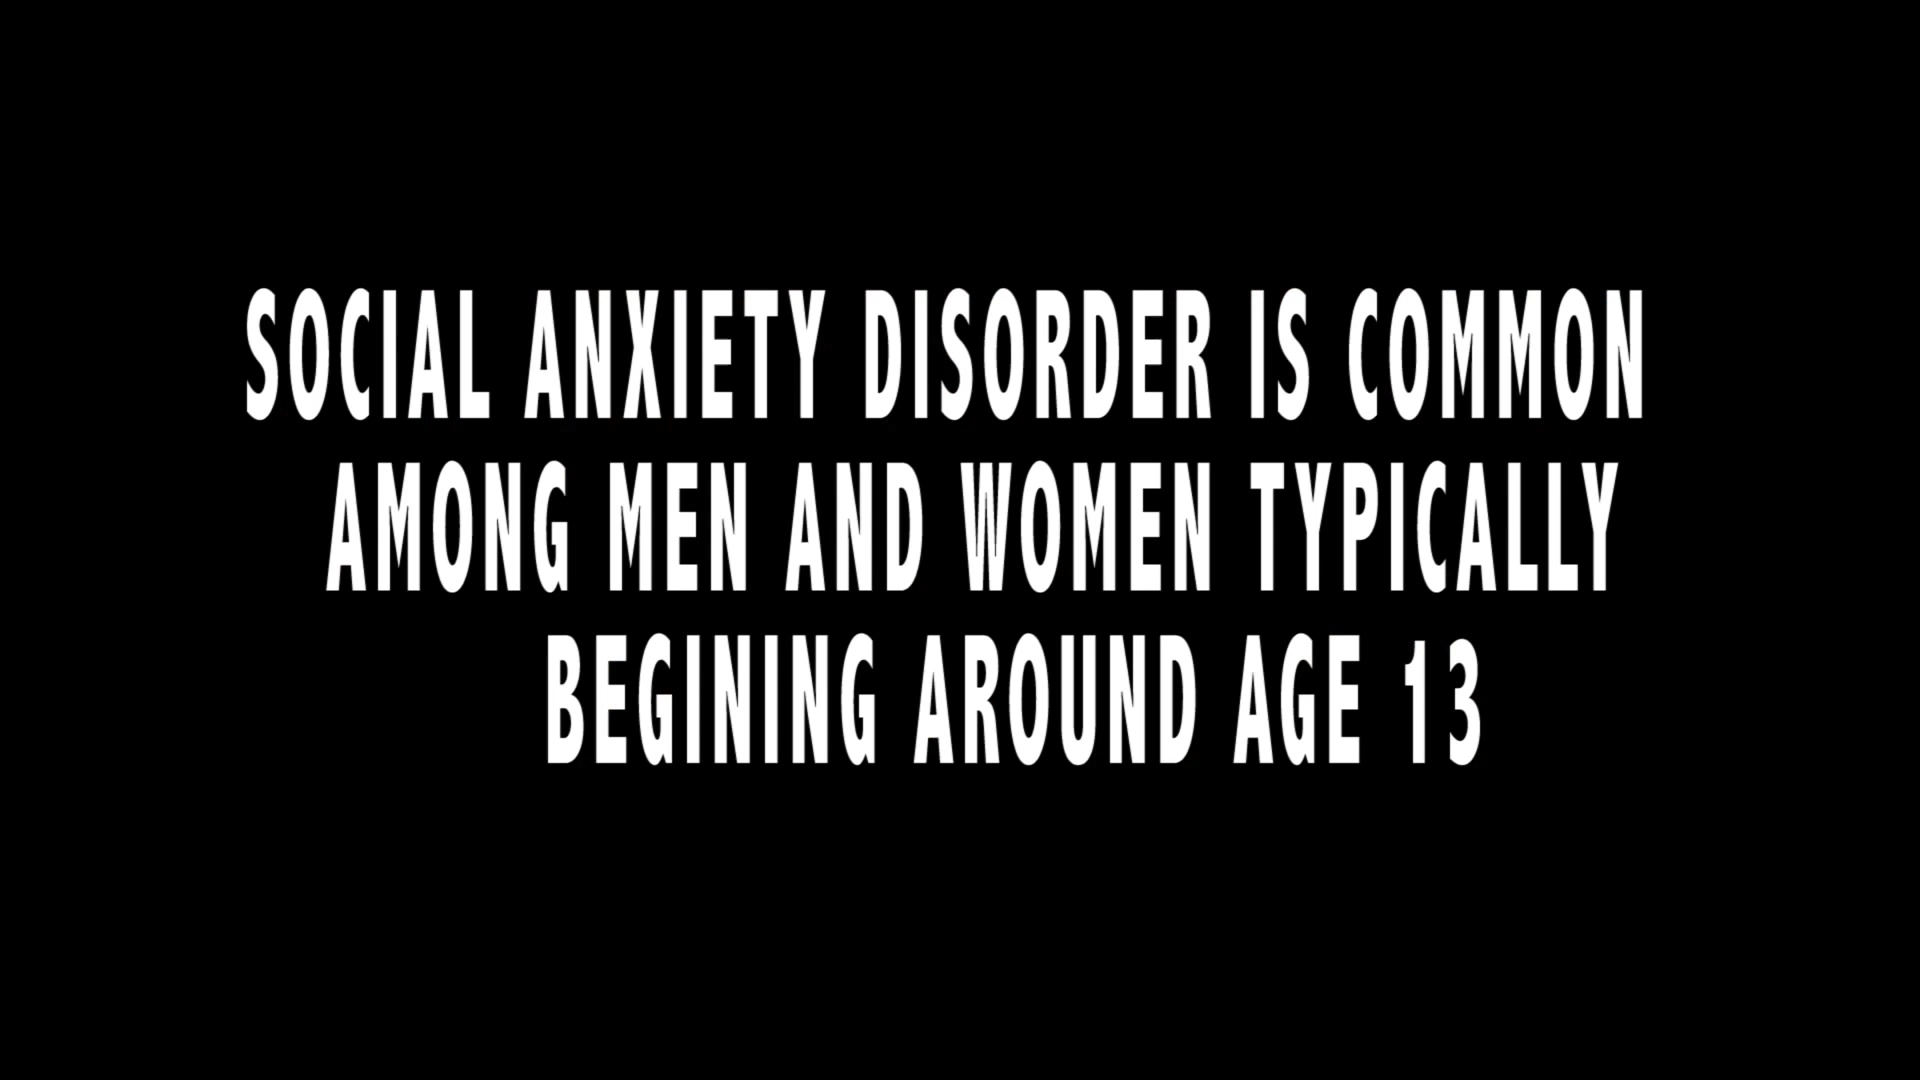 SOCIAL ANXIETY DISORDER IS COMMON
AMONG MEN AND WOMEN TYPICALLY
BEGINING AROUND AGE 13